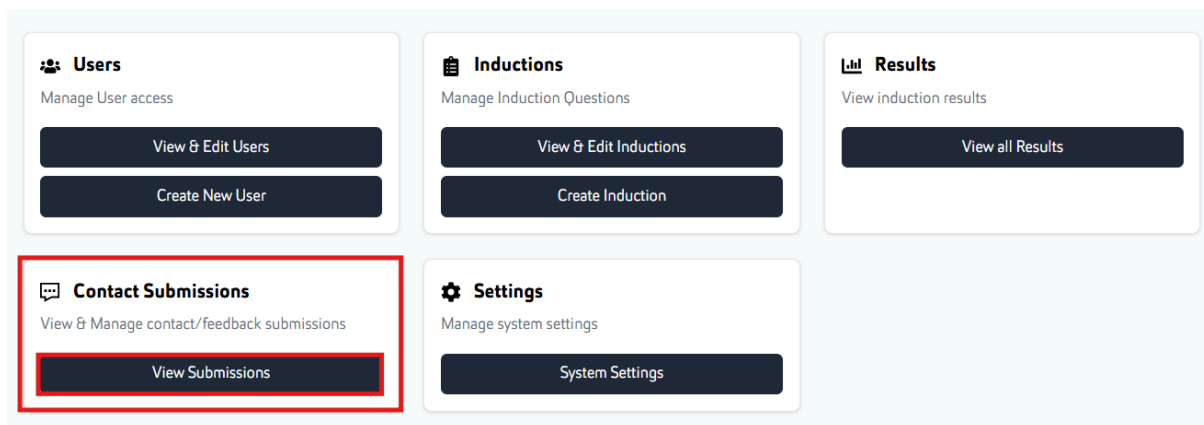 Users
Manage User access
View & Edit Users
Create New User
Inductions
Manage Induction Questions
View & Edit Inductions
Create Induction
Results
View induction results
View all Results
Contact Submissions
View & Manage contact/feedback submissions
View Submissions
Settings
Manage system settings
System Settings